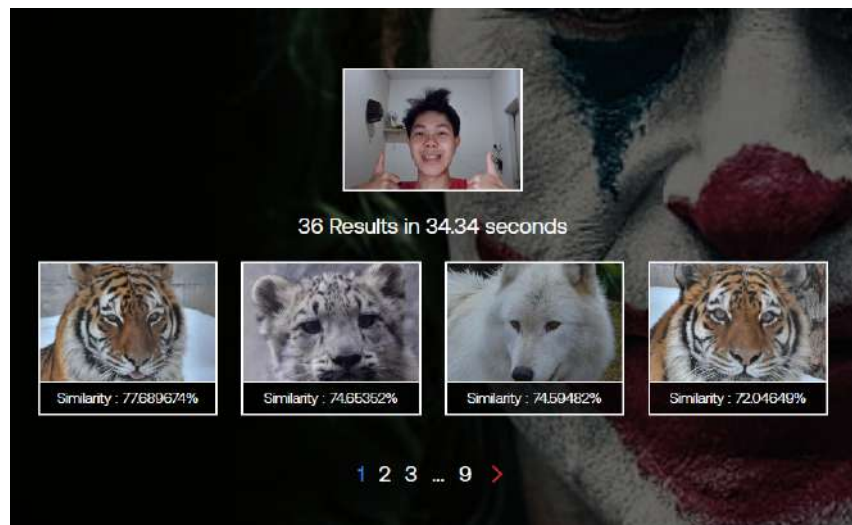 36 Results in 34.34 seconds
Similarity : 77.689674%
Similarity : 74.65352%
Similarity : 74.59482%
Similarity : 72.04649%
1 2 3 ... 9 >